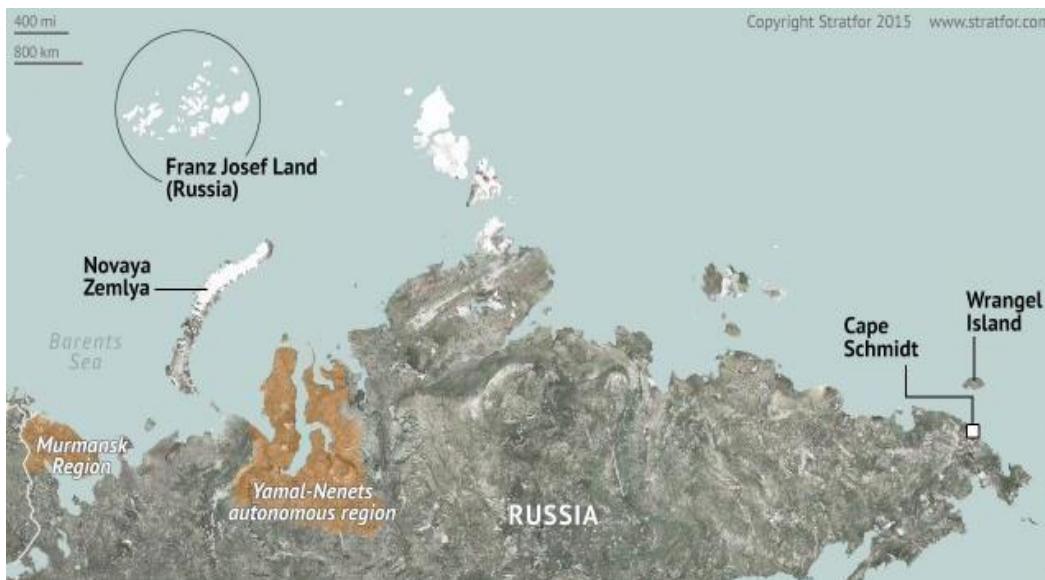 400 mi
800 km
Copyright Stratfor 2015 www.stratfor.com
Franz Josef Land
(Russia)
Novaya
Zemlya
Barents
Sea
Wrangel
Island
Cape
Schmidt
Murmansk
Region
Yamal-Nenets
autonomous region
RUSSIA